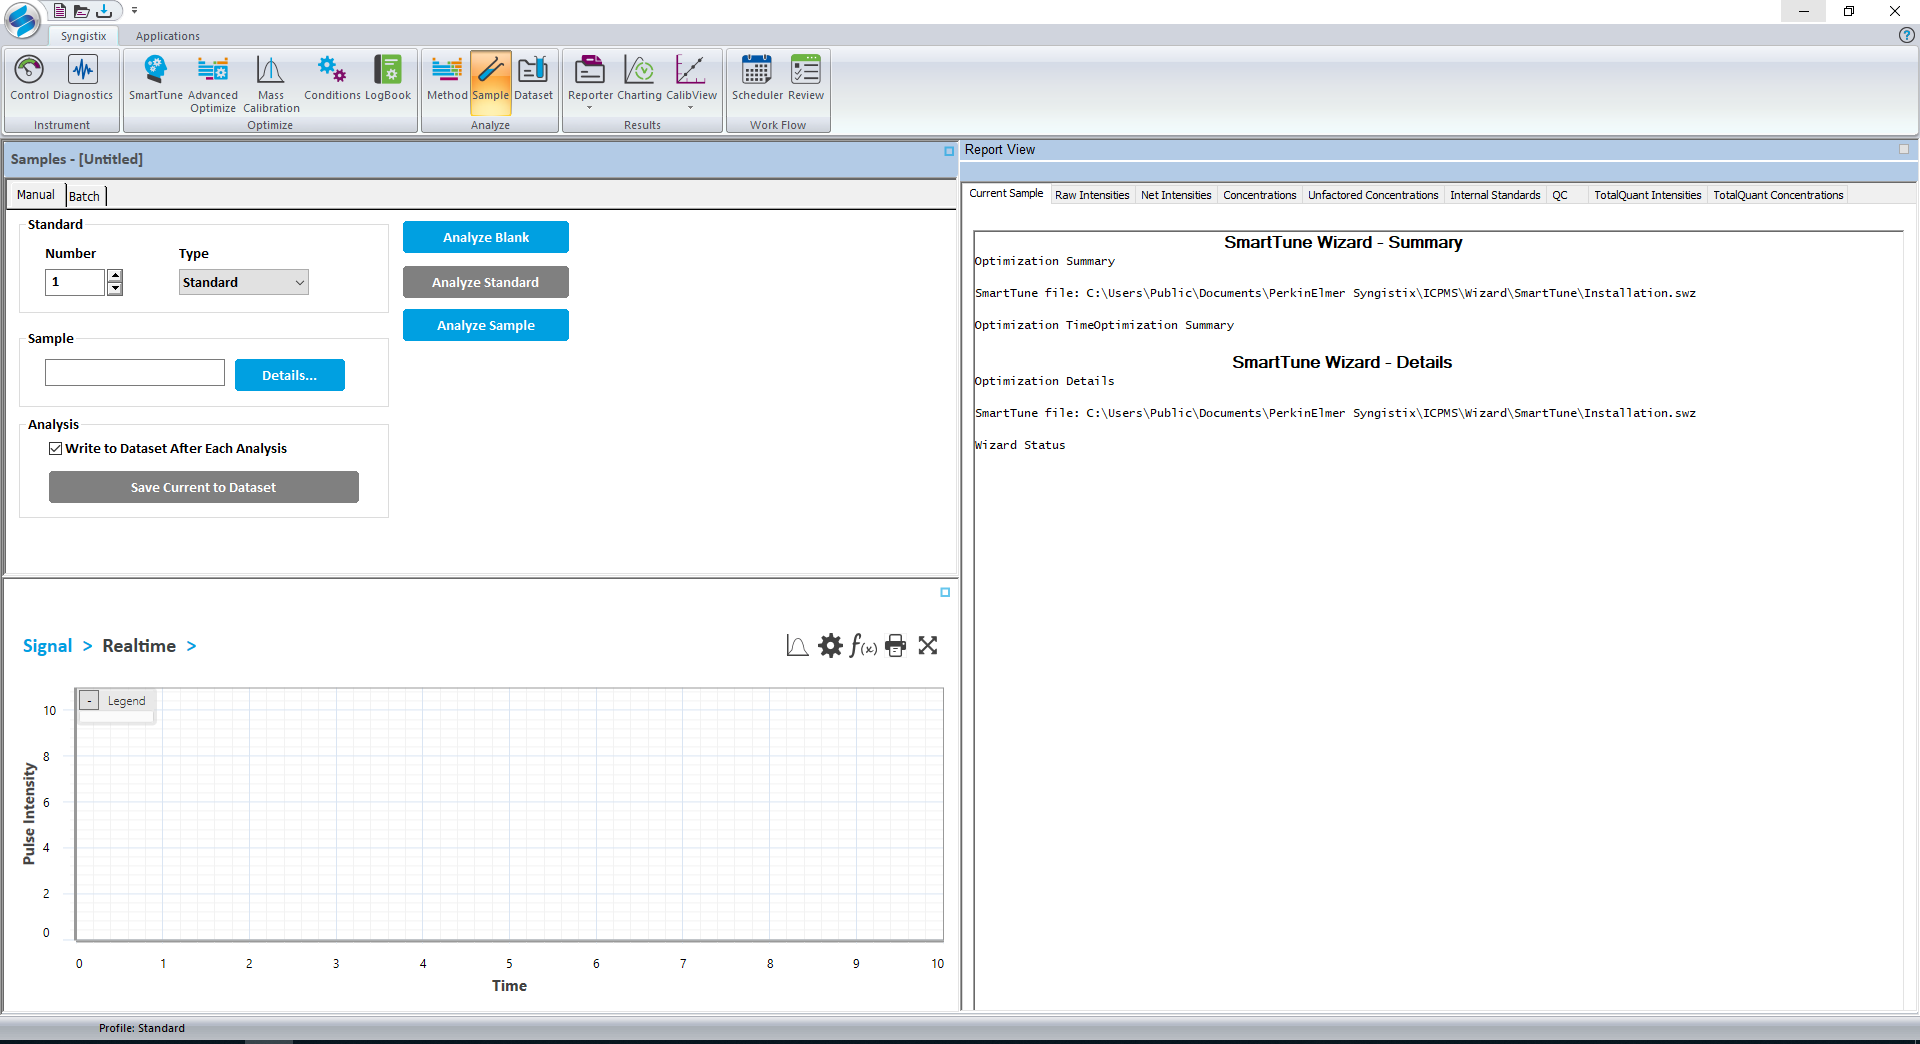 Syngistix
Applications
Control
Diagnostics
SmartTune
Advanced
Optimize
Mass
Calibration
Conditions
LogBook
Method
Sample
Dataset
Reporter
Charting
CalibView
Scheduler
Review
Instrument
Optimize
Analyze
Results
Work Flow
Samples - [Untitled]
Manual
Batch
Standard
Number
Type
1
Standard
Analyze Blank
Analyze Standard
Analyze Sample
Sample
Details...
Analysis
Write to Dataset After Each Analysis
Save Current to Dataset
Signal > Realtime >
f(x)
- Legend
10
8
6
4
2
0
Pulse Intensity
0 1 2 3 4 5 6 7 8 9 10
Time
Report View
Current Sample
Raw Intensities
Net Intensities
Concentrations
Unfactored Concentrations
Internal Standards
QC
TotalQuant Intensities
TotalQuant Concentrations
SmartTune Wizard - Summary
Optimization Summary
SmartTune file: C:\Users\Public\Documents\PerkinElmer Syngistix\ICPMS\Wizard\SmartTune\Installation.swz
Optimization TimeOptimization Summary
SmartTune Wizard - Details
Optimization Details
SmartTune file: C:\Users\Public\Documents\PerkinElmer Syngistix\ICPMS\Wizard\SmartTune\Installation.swz
Wizard Status
Profile: Standard